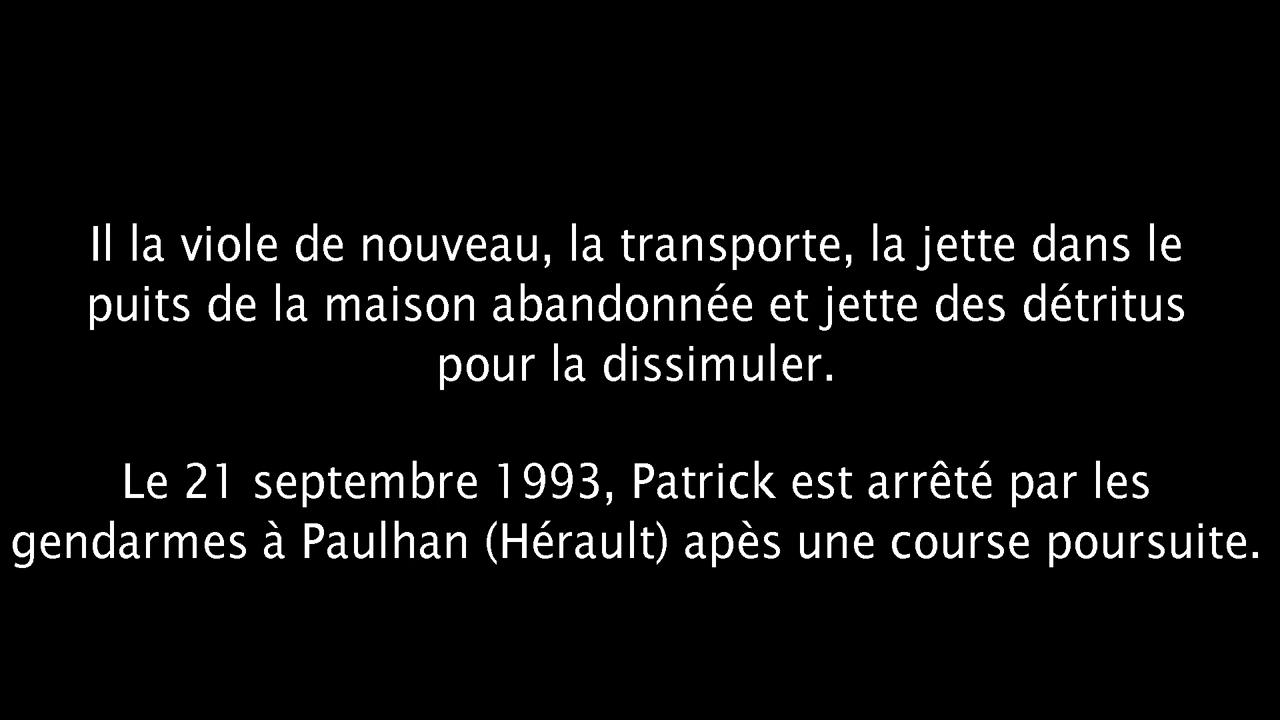 Il la viole de nouveau, la transporte, la jette dans le
puits de la maison abandonnée et jette des détritus
pour la dissimuler.
Le 21 septembre 1993, Patrick est arrêté par les
gendarmes à Paulhan (Hérault) apès une course poursuite.